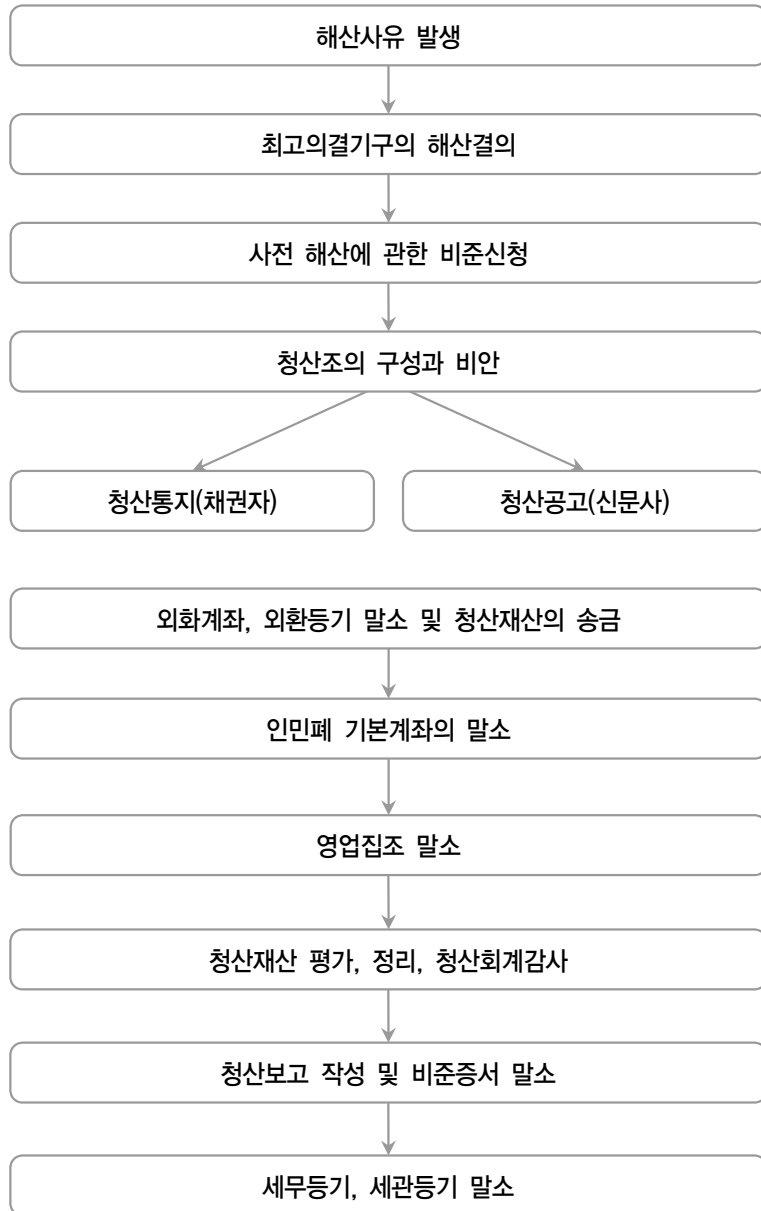 해산사유 발생
최고의결기구의 해산결의
사전 해산에 관한 비준신청
청산조의 구성과 비안
청산통지(채권자)
청산공고(신문사)
외화계좌, 외환등기 말소 및 청산재산의 송금
인민폐 기본계좌의 말소
영업집조 말소
청산재산 평가, 정리, 청산회계감사
청산보고 작성 및 비준증서 말소
세무등기, 세관등기 말소